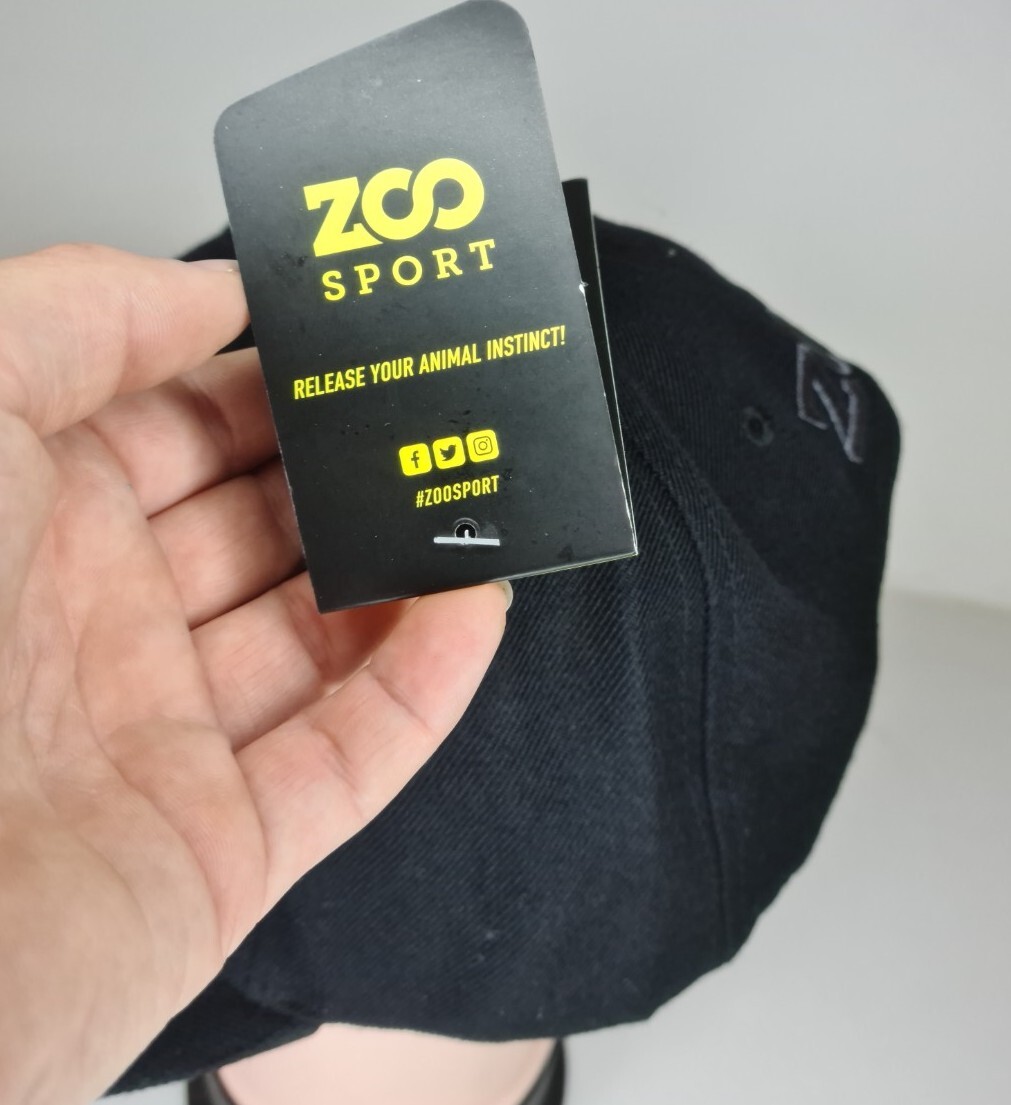 ZOO
SPORT
RELEASE YOUR ANIMAL INSTINCT!
#ZOOSPORT